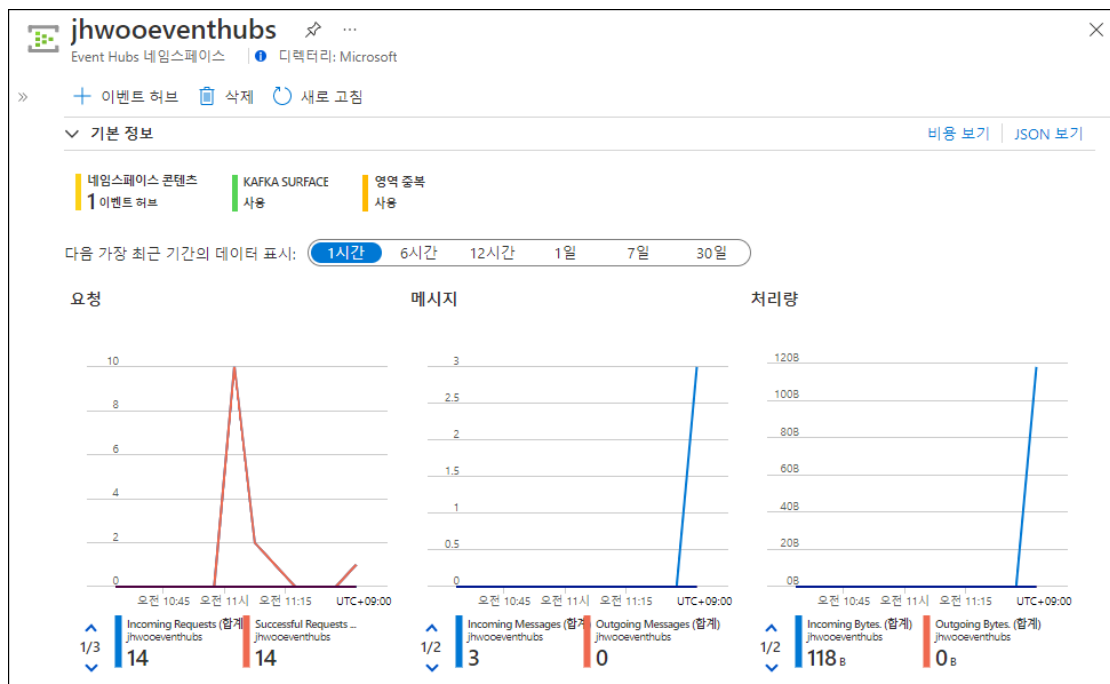 jhwooeventhubs
Event Hubs 네임스페이스 디렉터리: Microsoft
이벤트 허브 삭제 새로 고침
기본 정보 비용 보기 JSON 보기
네임스페이스 콘텐츠
1 이벤트 허브
KAFKA SURFACE
사용
영역 중복
사용
다음 가장 최근 기간의 데이터 표시: 1시간 6시간 12시간 1일 7일 30일
요청
10
8
6
4
2
0
오전 10:45 오전 11시 오전 11:15 UTC+09:00
1/3
Incoming Requests (합계)
jhwooeventhubs
14
Successful Requests ...
jhwooeventhubs
14
메시지
3
2.5
2
1.5
1
0.5
0
오전 10:45 오전 11시 오전 11:15 UTC+09:00
1/2
Incoming Messages (합계)
jhwooeventhubs
3
Outgoing Messages (합계)
jhwooeventhubs
0
처리량
120B
100B
80B
60B
40B
20B
0B
오전 10:45 오전 11시 오전 11:15 UTC+09:00
1/2
Incoming Bytes. (합계)
jhwooeventhubs
118 B
Outgoing Bytes. (합계)
jhwooeventhubs
0 B